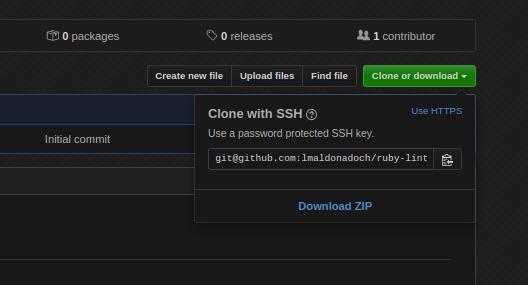 0 packages 0 releases 1 contributor
Create new file Upload files Find file Clone or download
Clone with SSH Use HTTPS
Use a password protected SSH key.
Initial commit
git@github.com:lmaldonadoch/ruby-lint
Download ZIP